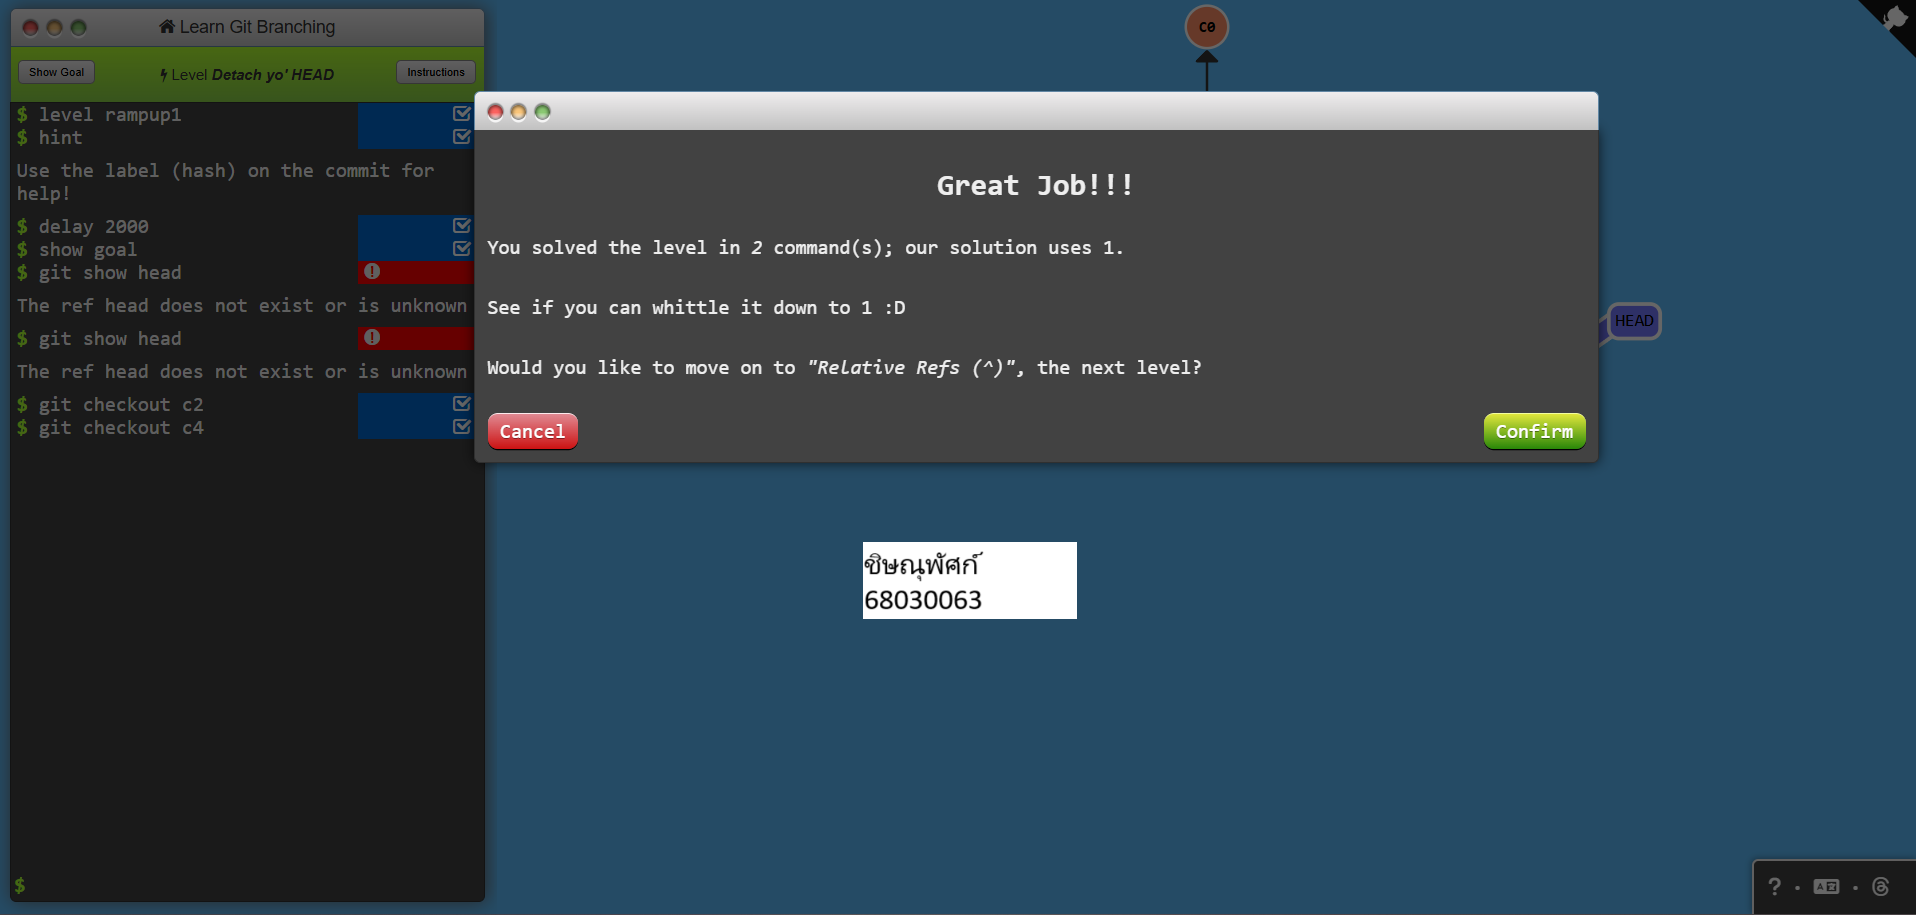 Learn Git Branching
Show Goal
Level Detach yo' HEAD
Instructions
$ level rampup1
$ hint
Use the label (hash) on the commit for
help!
$ delay 2000
$ show goal
$ git show head
The ref head does not exist or is unknown
$ git show head
The ref head does not exist or is unknown
$ git checkout c2
$ git checkout c4
$
C0
Great Job!!!
You solved the level in 2 command(s); our solution uses 1.
See if you can whittle it down to 1 :D
Would you like to move on to "Relative Refs (^)", the next level?
Cancel
Confirm
HEAD
ชิษณุพัศก์
68030063